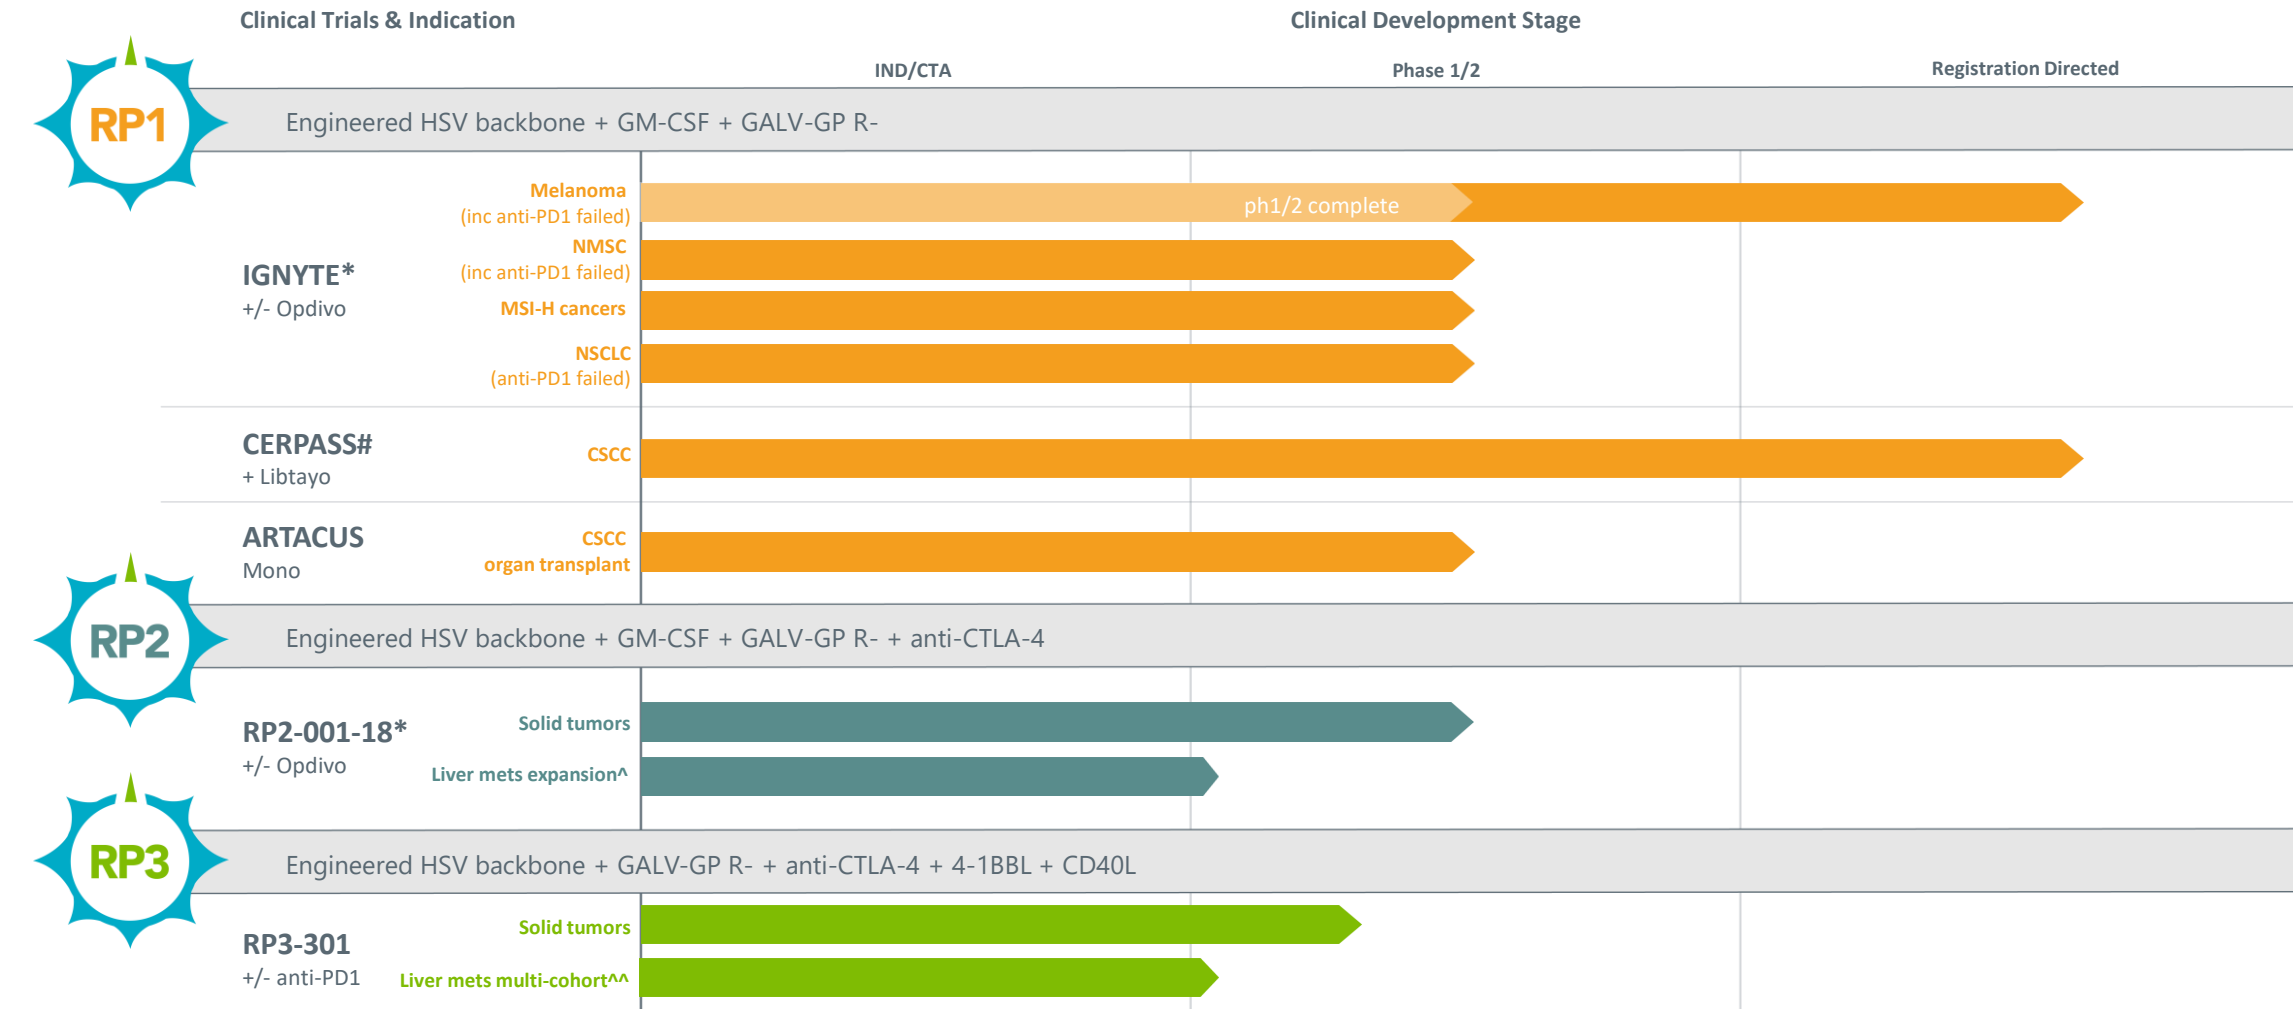 Clinical Trials & Indication
Clinical Development Stage
IND/CTA
Phase 1/2
Registration Directed
RP1
Engineered HSV backbone + GM-CSF + GALV-GP R-
IGNYTE*
+/- Opdivo
Melanoma
(inc anti-PD1 failed)
ph1/2 complete
NMSC
(inc anti-PD1 failed)
MSI-H cancers
NSCLC
(anti-PD1 failed)
CERPASS#
+ Libtayo
CSCC
ARTACUS
Mono
CSCC
organ transplant
RP2
Engineered HSV backbone + GM-CSF + GALV-GP R- + anti-CTLA-4
RP2-001-18*
+/- Opdivo
Solid tumors
Liver mets expansion^
RP3
Engineered HSV backbone + GALV-GP R- + anti-CTLA-4 + 4-1BBL + CD40L
RP3-301
+/- anti-PD1
Solid tumors
Liver mets multi-cohort^^